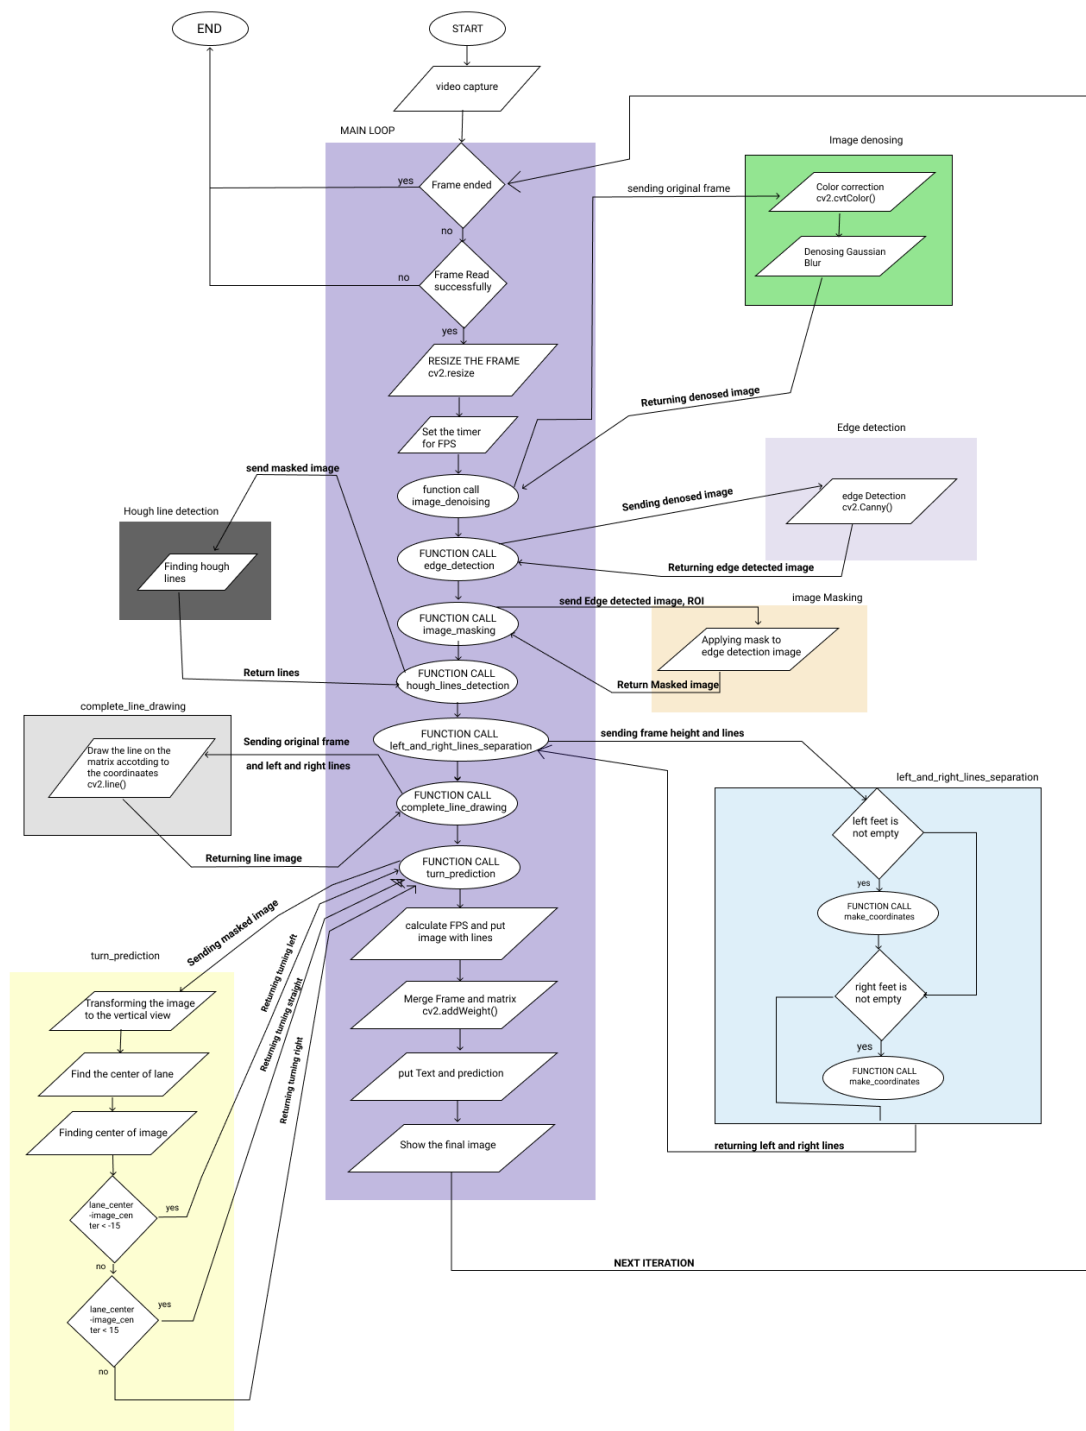 END
START
video capture
MAIN LOOP
Image denosing
Frame ended
yes
no
sending original frame
Color correction
cv2.cvtColor()
Denosing Gaussian
Blur
Frame Read
successfully
no
yes
RESIZE THE FRAME
cv2.resize
Returning denosed image
Set the timer
for FPS
Edge detection
send masked image
function call
image_denoising
Sending denosed image
edge Detection
cv2.Canny()
Hough line detection
Finding hough
lines
FUNCTION CALL
edge_detection
Returning edge detected image
send Edge detected image, ROI
image Masking
FUNCTION CALL
image_masking
Applying mask to
edge detection image
Return lines
FUNCTION CALL
hough_lines_detection
Return Masked image
complete_line_drawing
Draw the line on the
matrix accotding to
the coordinaates
cv2.line()
Sending original frame
and left and right lines
FUNCTION CALL
left_and_right_lines_separation
sending frame height and lines
left_and_right_lines_separation
FUNCTION CALL
complete_line_drawing
left feet is
not empty
Returning line image
FUNCTION CALL
turn_prediction
yes
FUNCTION CALL
make_coordinates
Sending masked image
calculate FPS and put
image with lines
turn_prediction
Returning turning left
Returning turning straight
Returning turning right
Transforming the image
to the vertical view
Merge Frame and matrix
cv2.addWeight()
right feet is
not empty
yes
Find the center of lane
put Text and prediction
FUNCTION CALL
make_coordinates
Finding center of image
Show the final image
returning left and right lines
lane_center
-image_cen
ter < -15
yes
no
NEXT ITERATION
lane_center
-image_cen
ter < 15
yes
no